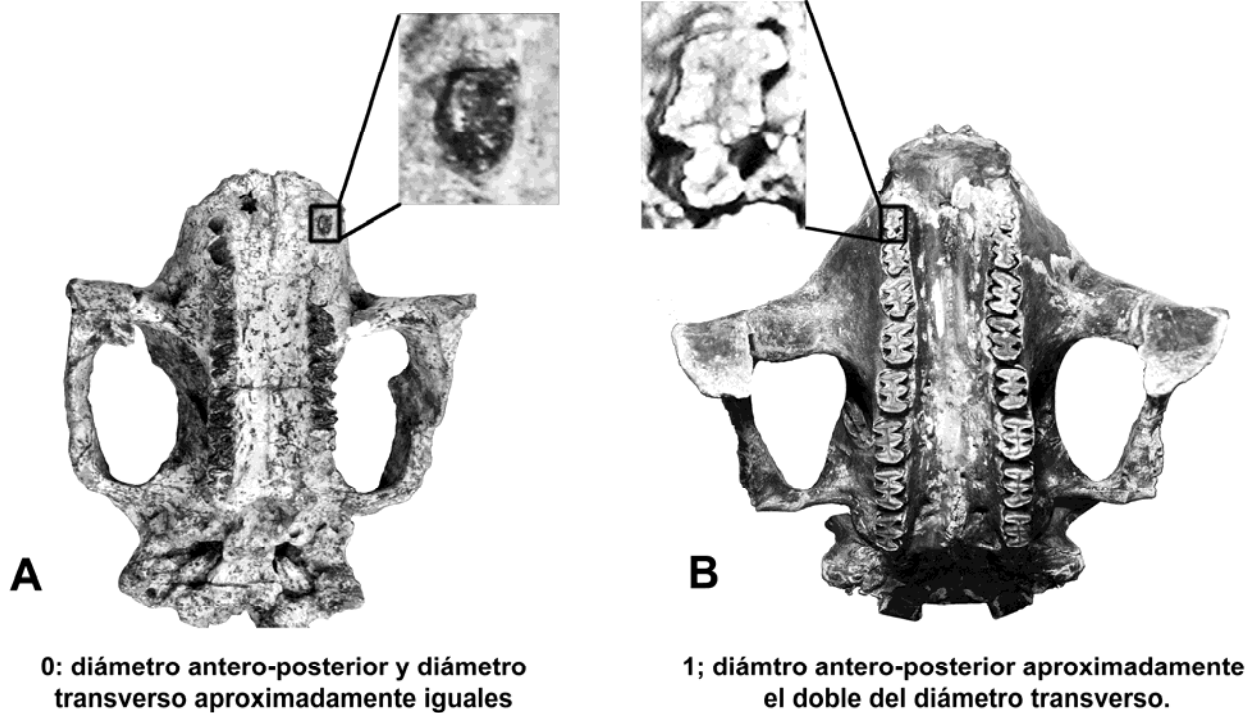 A
B
0: diámetro antero-posterior y diámetro
transverso aproximadamente iguales
1; diámtro antero-posterior aproximadamente
el doble del diámetro transverso.